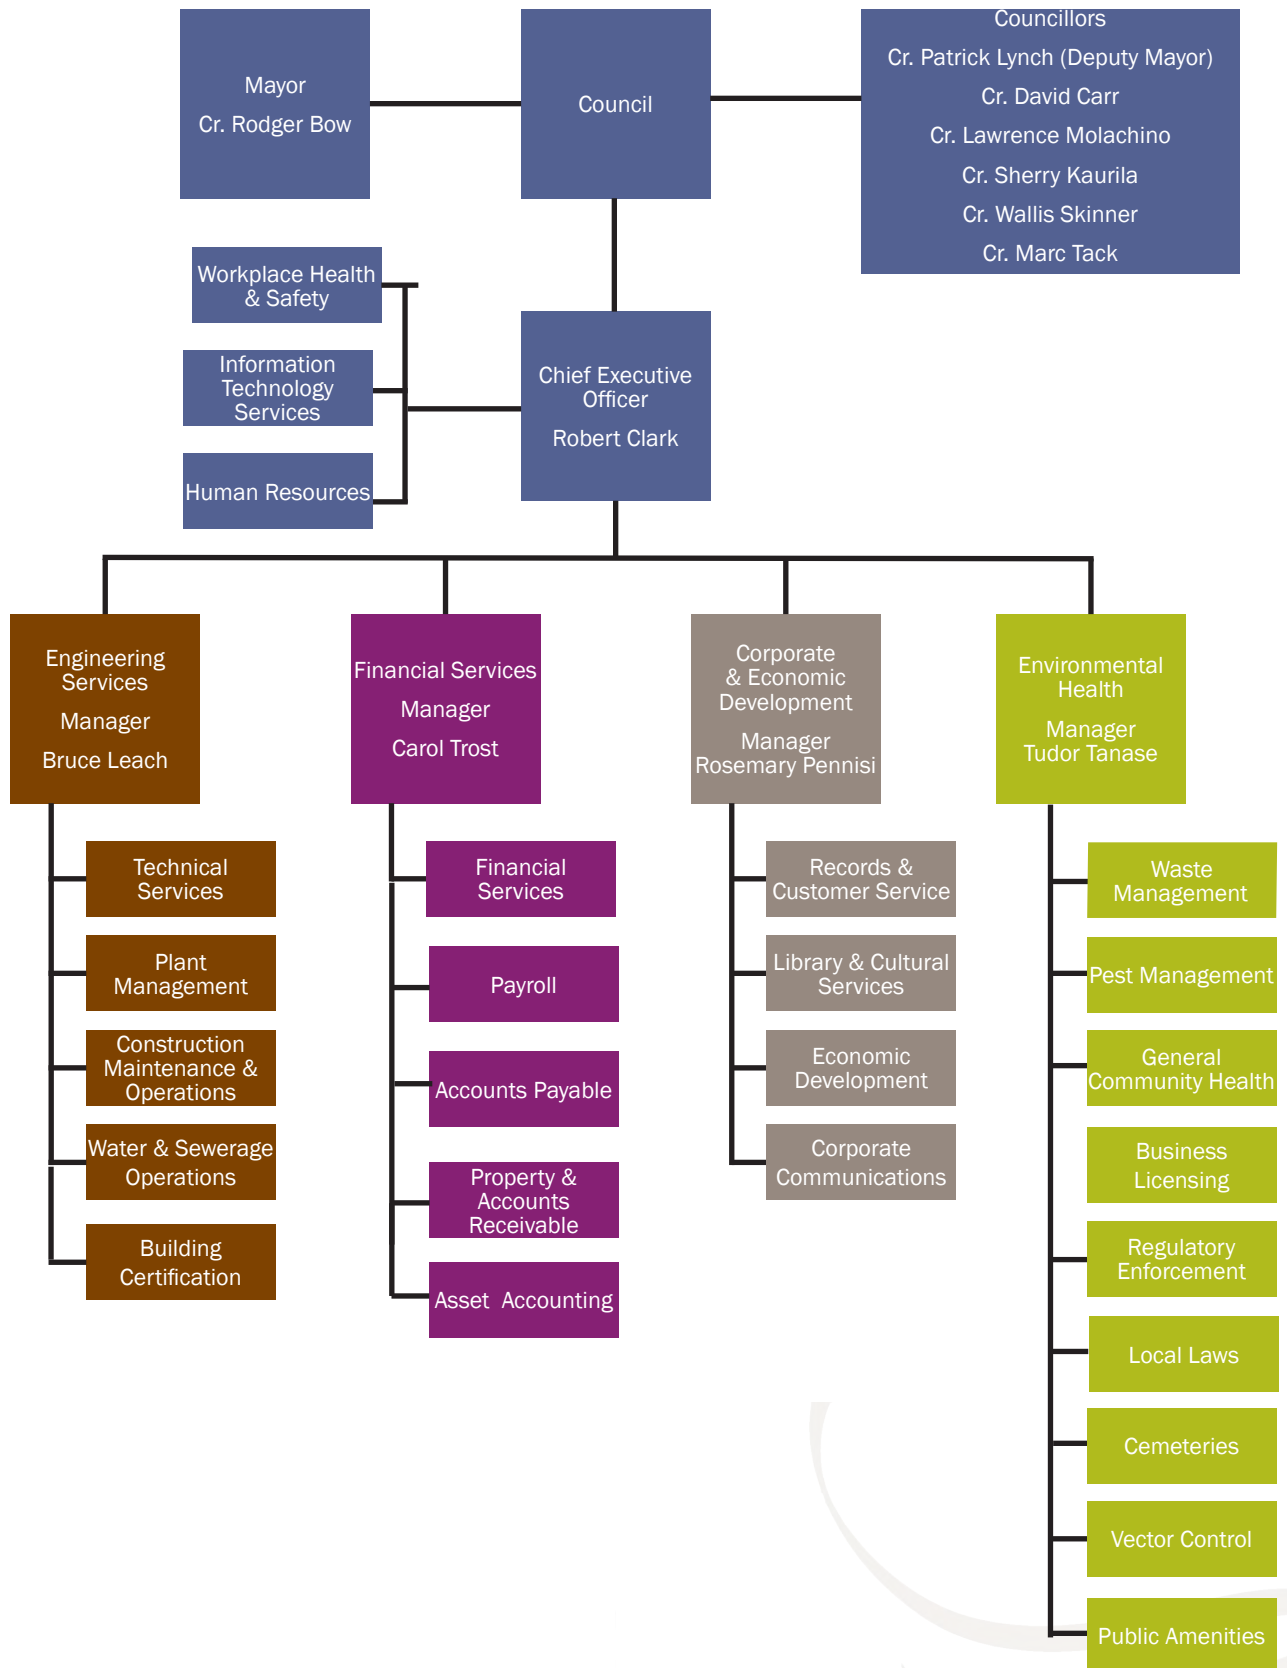 Mayor
Cr. Rodger Bow
Council
Councillors
Cr. Patrick Lynch (Deputy Mayor)
Cr. David Carr
Cr. Lawrence Molachino
Cr. Sherry Kaurila
Cr. Wallis Skinner
Cr. Marc Tack
Workplace Health
& Safety
Information
Technology
Services
Human Resources
Chief Executive
Officer
Robert Clark
Engineering
Services
Manager
Bruce Leach
Technical
Services
Plant
Management
Construction
Maintenance &
Operations
Water & Sewerage
Operations
Building
Certification
Financial Services
Manager
Carol Trost
Financial
Services
Payroll
Accounts Payable
Property &
Accounts
Receivable
Asset  Accounting
Corporate
& Economic
Development
Manager
Rosemary Pennisi
Records &
Customer Service
Library & Cultural
Services
Economic
Development
Corporate
Communications
Environmental
Health
Manager
Tudor Tanase
Waste
Management
Pest Management
General
Community Health
Business
Licensing
Regulatory
Enforcement
Local Laws
Cemeteries
Vector Control
Public Amenities